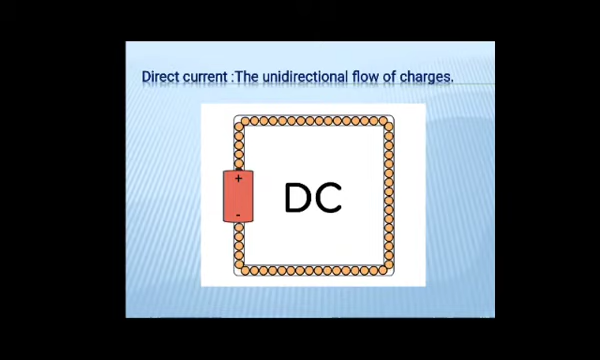 Direct current :The unidirectional flow of charges.
+
DC
-